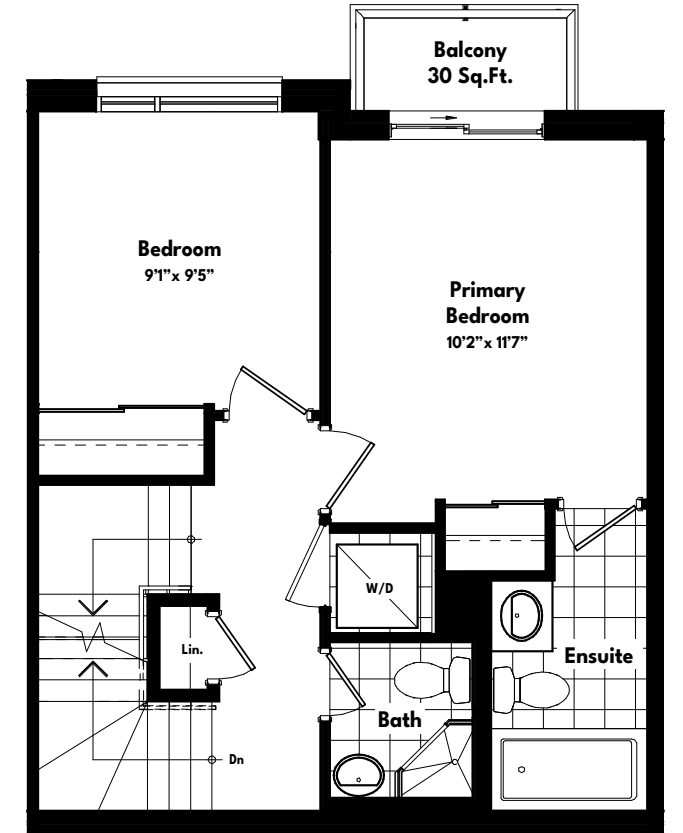 Balcony
30 Sq.Ft.
Bedroom
9'1" x 9'5"
Primary
Bedroom
10'2" x 11'7"
W/D
Lin.
Ensuite
Bath
Dn